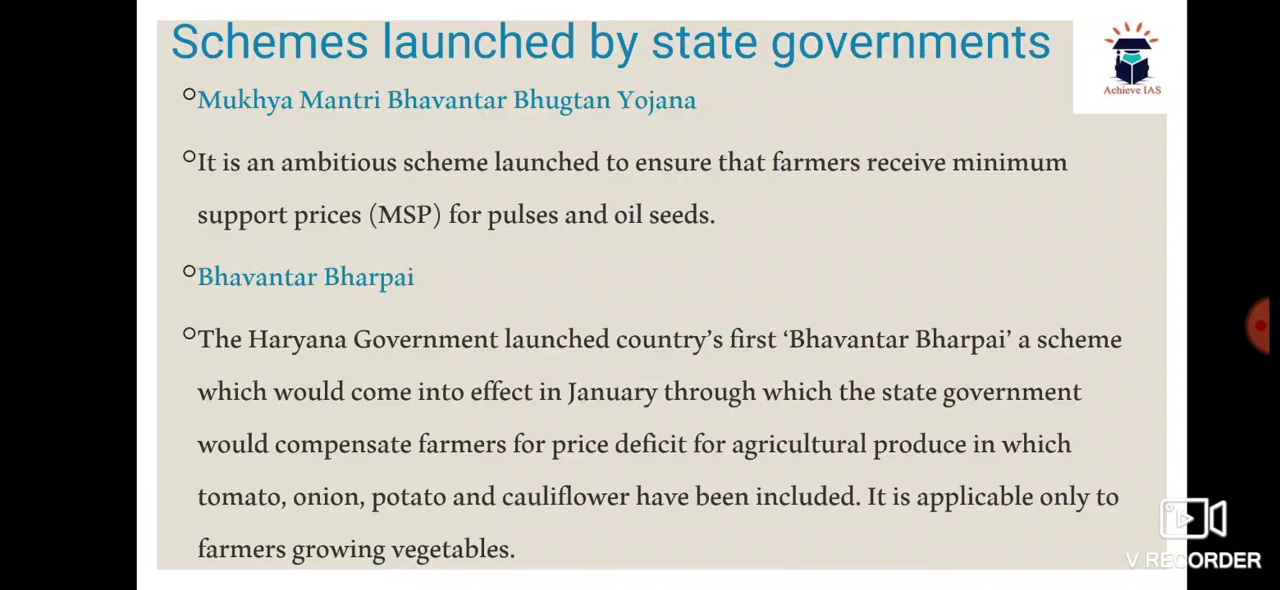 Schemes launched by state governments
Achieve IAS
Mukhya Mantri Bhavantar Bhugtan Yojana
It is an ambitious scheme launched to ensure that farmers receive minimum
support prices (MSP) for pulses and oil seeds.
Bhavantar Bharpai
The Haryana Government launched country's first ‘Bhavantar Bharpai’ a scheme
which would come into effect in January through which the state government
would compensate farmers for price deficit for agricultural produce in which
tomato, onion, potato and cauliflower have been included. It is applicable only to
farmers growing vegetables.
V RECORDER